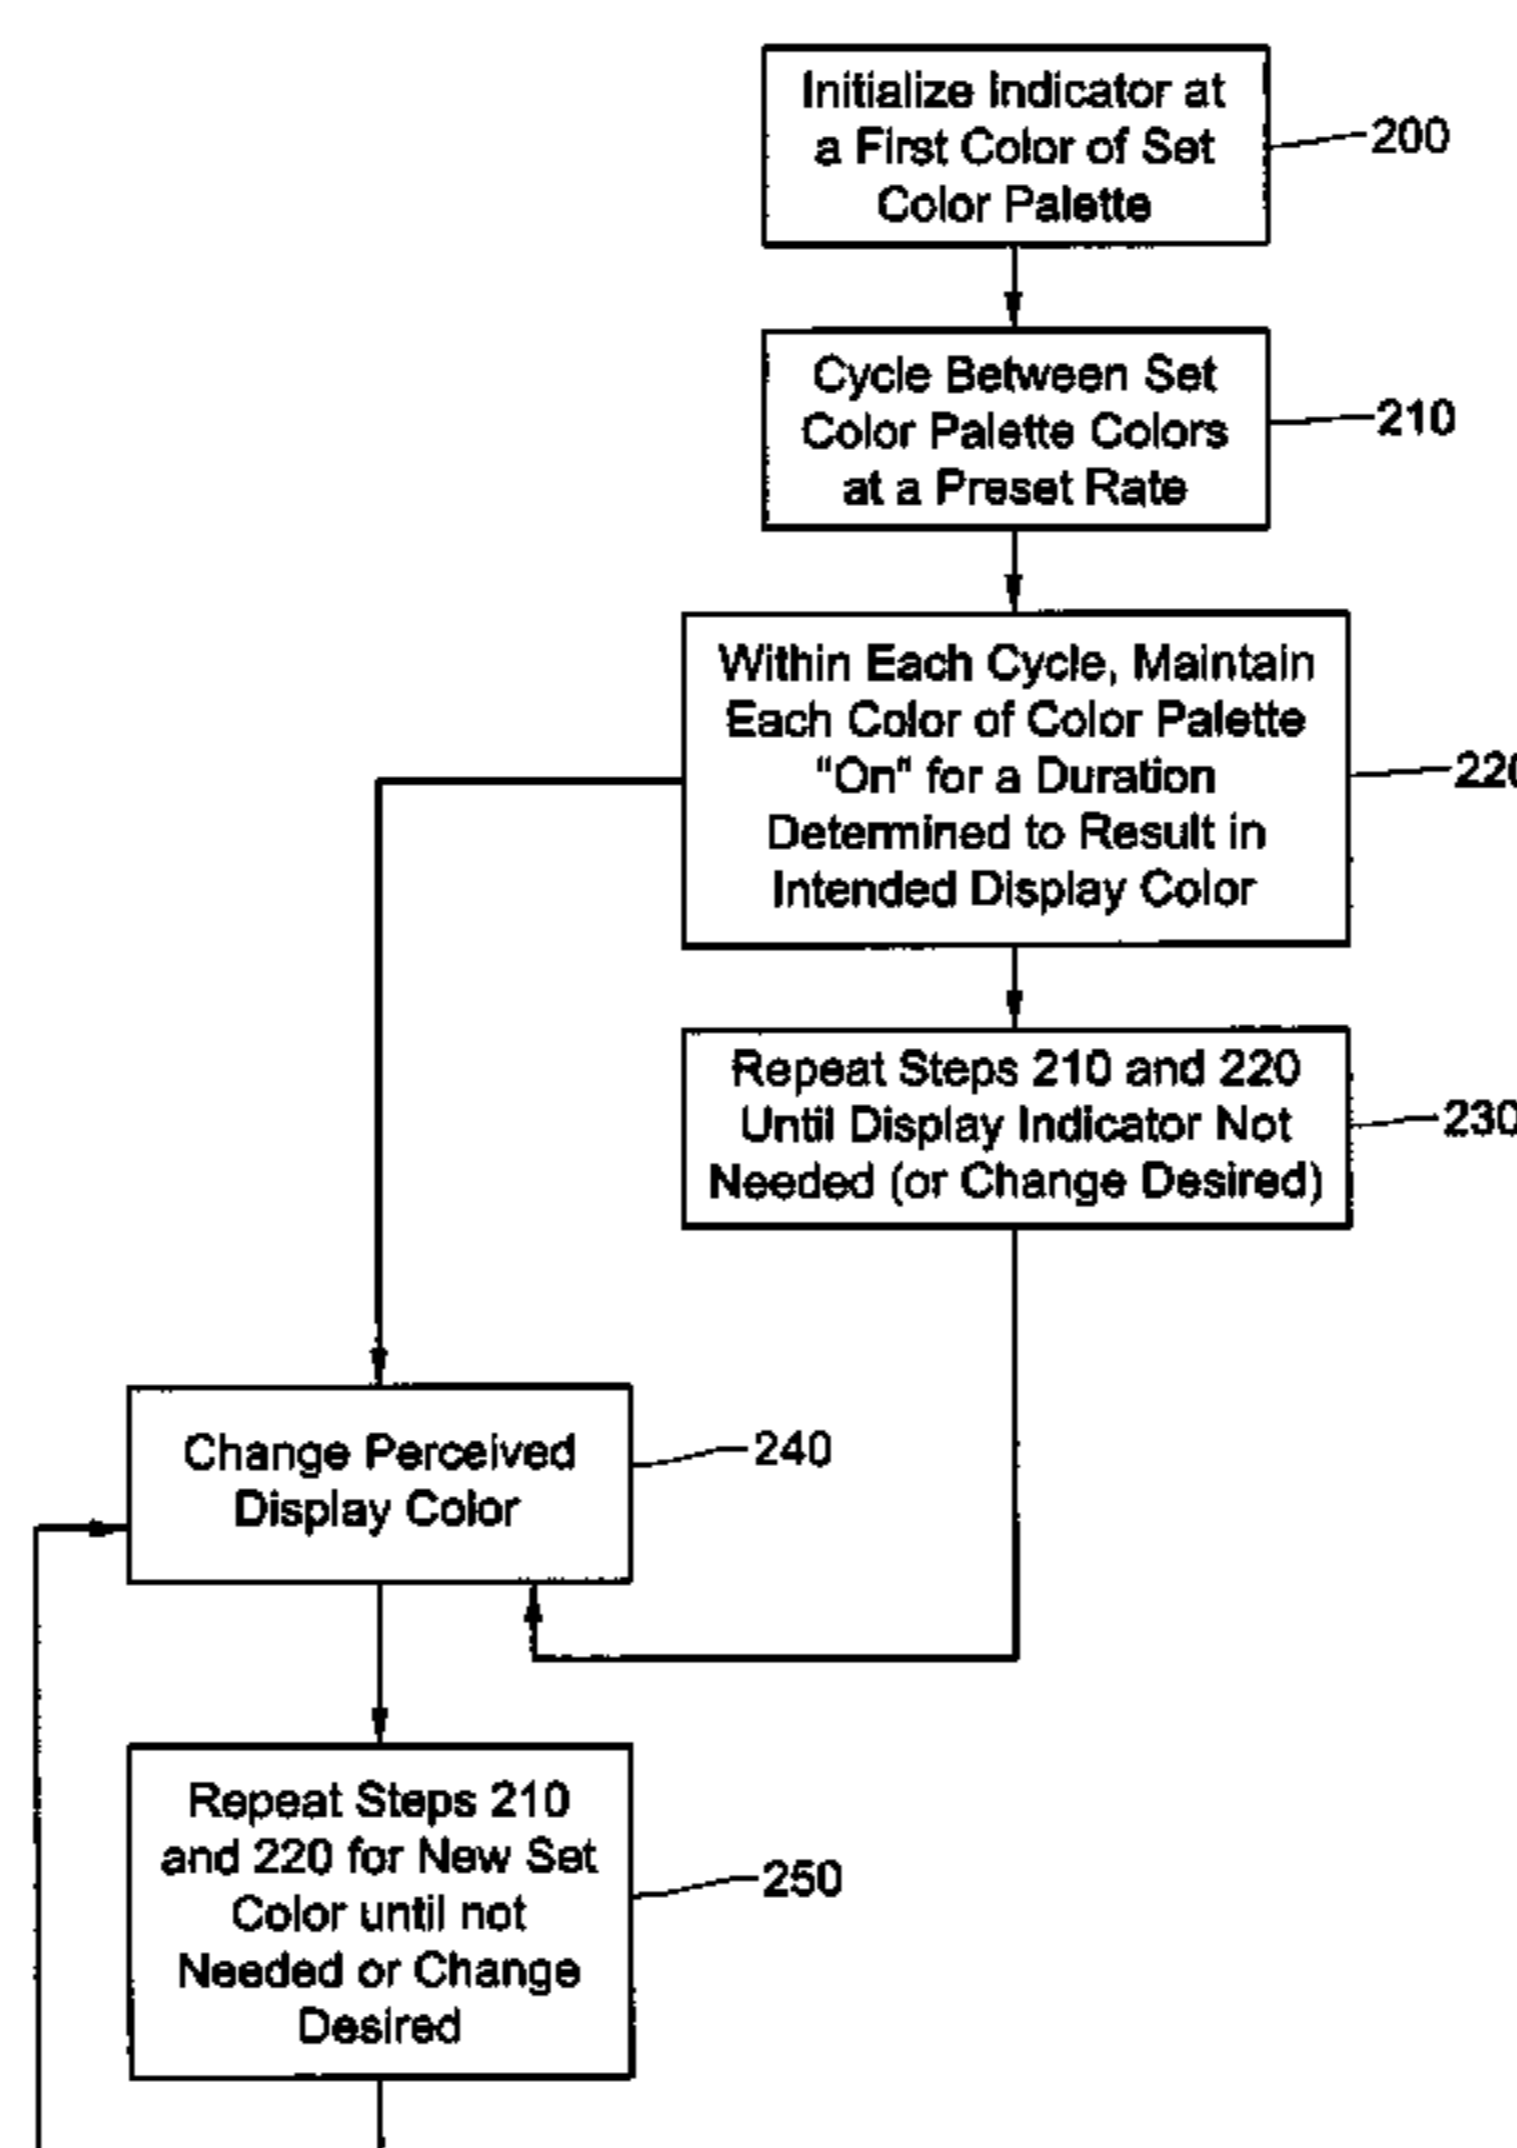 Initialize Indicator at
a First Color of Set
Color Palette
200
Cycle Between Set
Color Palette Colors
at a Preset Rate
210
Within Each Cycle, Maintain
Each Color of Color Palette
"On" for a Duration
Determined to Result in
Intended Display Color
220
Repeat Steps 210 and 220
Until Display Indicator Not
Needed (or Change Desired)
230
Change Perceived
Display Color
240
Repeat Steps 210
and 220 for New Set
Color until not
Needed or Change
Desired
250